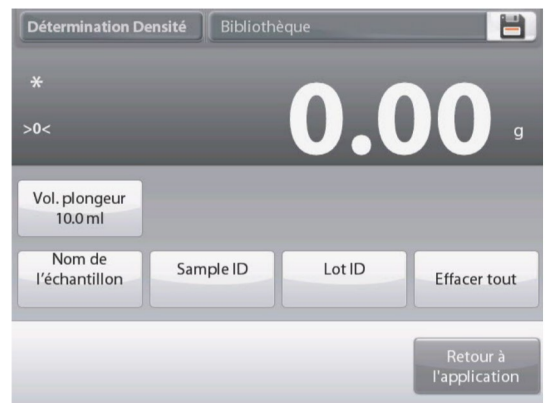 Détermination Densité Bibliothèque
*
>0<
0.00 g
Vol. plongeur
10.0 ml
Nom de
l'échantillon
Sample ID
Lot ID
Effacer tout
Retour à
l'application